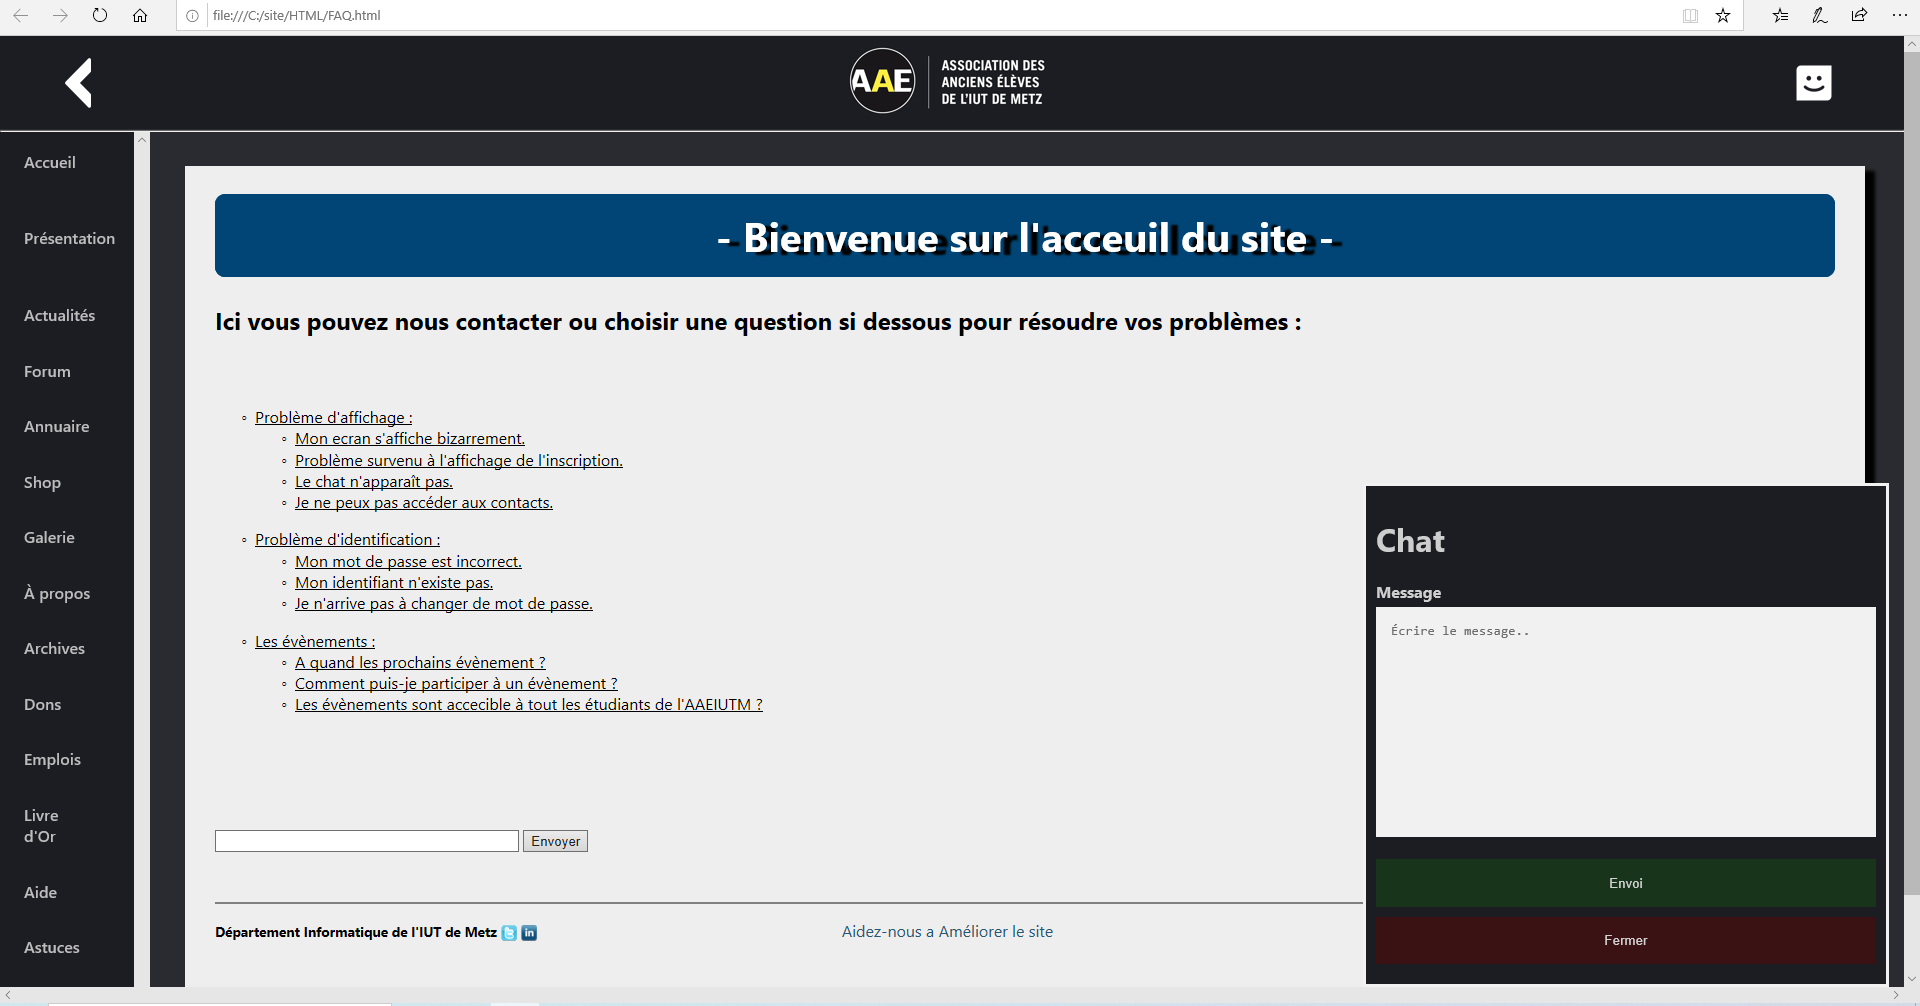 file:///C:/site/HTML/FAQ.html
AAE
ASSOCIATION DES
ANCIENS ÉLÈVES
DE L'IUT DE METZ
Accueil
Présentation
Actualités
Forum
Annuaire
Shop
Galerie
À propos
Archives
Dons
Emplois
Livre
d'Or
Aide
Astuces
- Bienvenue sur l'acceuil du site -
Ici vous pouvez nous contacter ou choisir une question si dessous pour résoudre vos problèmes :
Problème d'affichage :
Mon ecran s'affiche bizarrement.
Problème survenu à l'affichage de l'inscription.
Le chat n'apparaît pas.
Je ne peux pas accéder aux contacts.
Problème d'identification :
Mon mot de passe est incorrect.
Mon identifiant n'existe pas.
Je n'arrive pas à changer de mot de passe.
Les évènements :
A quand les prochains évènement ?
Comment puis-je participer à un évènement ?
Les évènements sont accecible à tout les étudiants de l'AAEIUTM ?
Envoyer
Département Informatique de l'IUT de Metz
in
Aidez-nous a Améliorer le site
Chat
Message
Écrire le message..
Envoi
Fermer